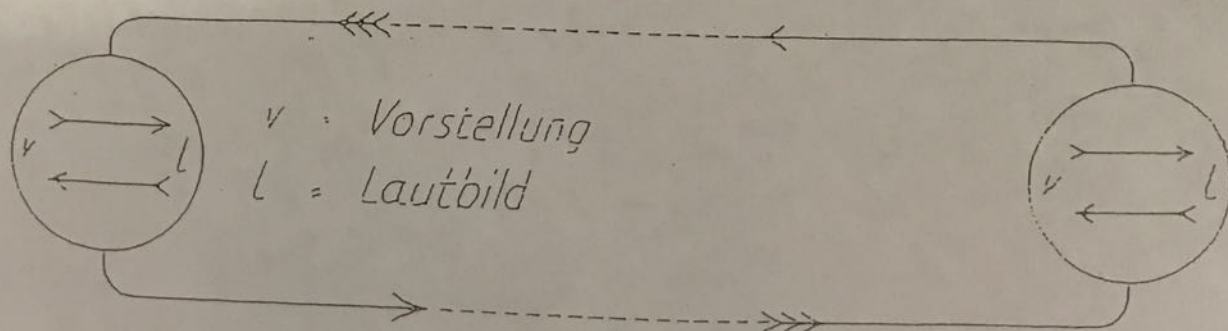 v = Vorstellung
l = Lautbild
v
l
v
l